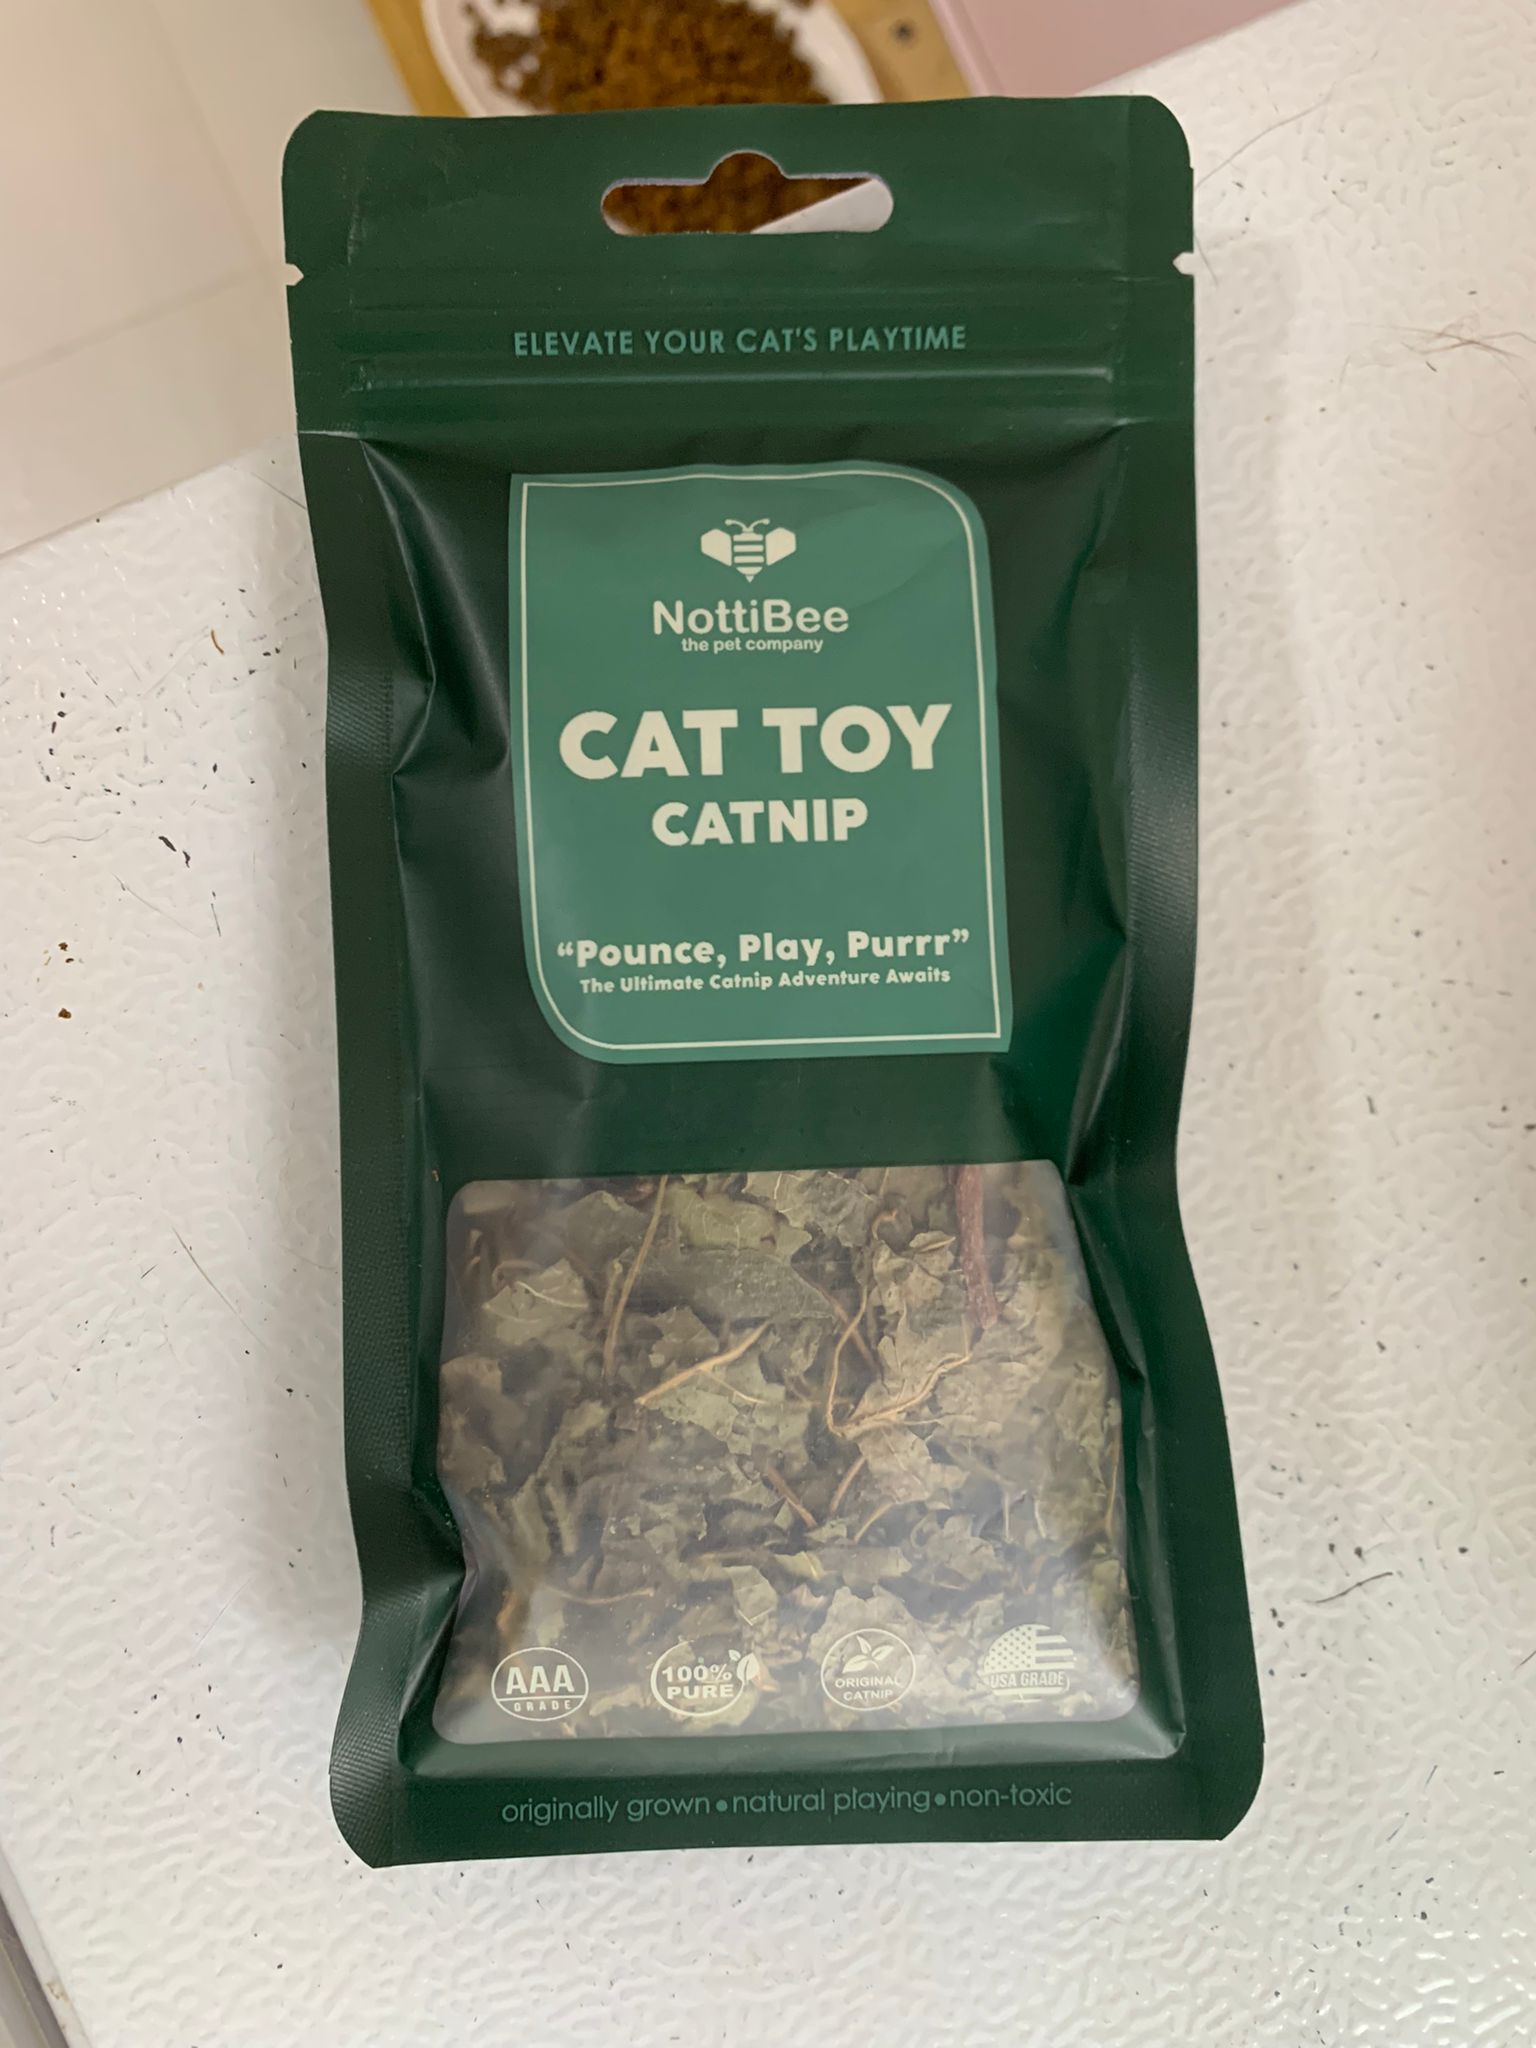 ELEVATE YOUR CAT'S PLAYTIME
NottiBee
the pet company
CAT TOY
CATNIP
“Pounce, Play, Purrr”
The Ultimate Catnip Adventure Awaits
AAA
GRADE
100%
PURE
ORIGINAL
CATNIP
USA GRADE
originally grown•natural playing•non-toxic